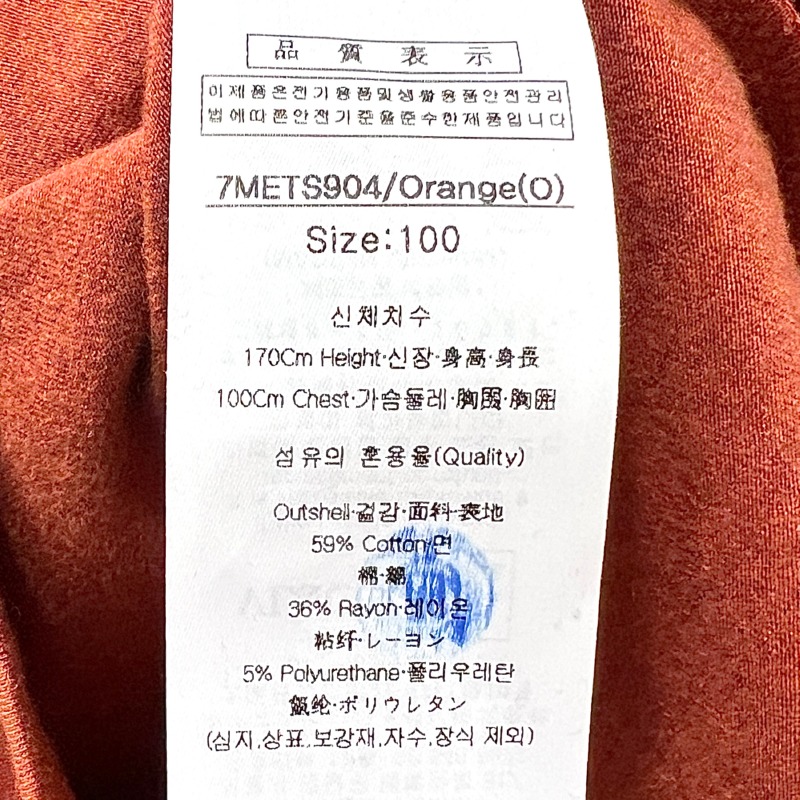 品質表示
이제품은전기용품및생활용품안전관리
법에따른안전기준을준수한제품입니다
7METS904/Orange(O)
Size:100
신체치수
170Cm Height·신장·身高·身長
100Cm Chest·가슴둘레·胸围·胸囲
섬유의 혼용율(Quality)
Outshell·겉감·面料·表地
59% Cotton·면
棉·綿
36% Rayon·레이온
粘纤·レーヨン
5% Polyurethane·폴리우레탄
氨纶·ポリウレタン
(심지,상표,보강재,자수,장식 제외)